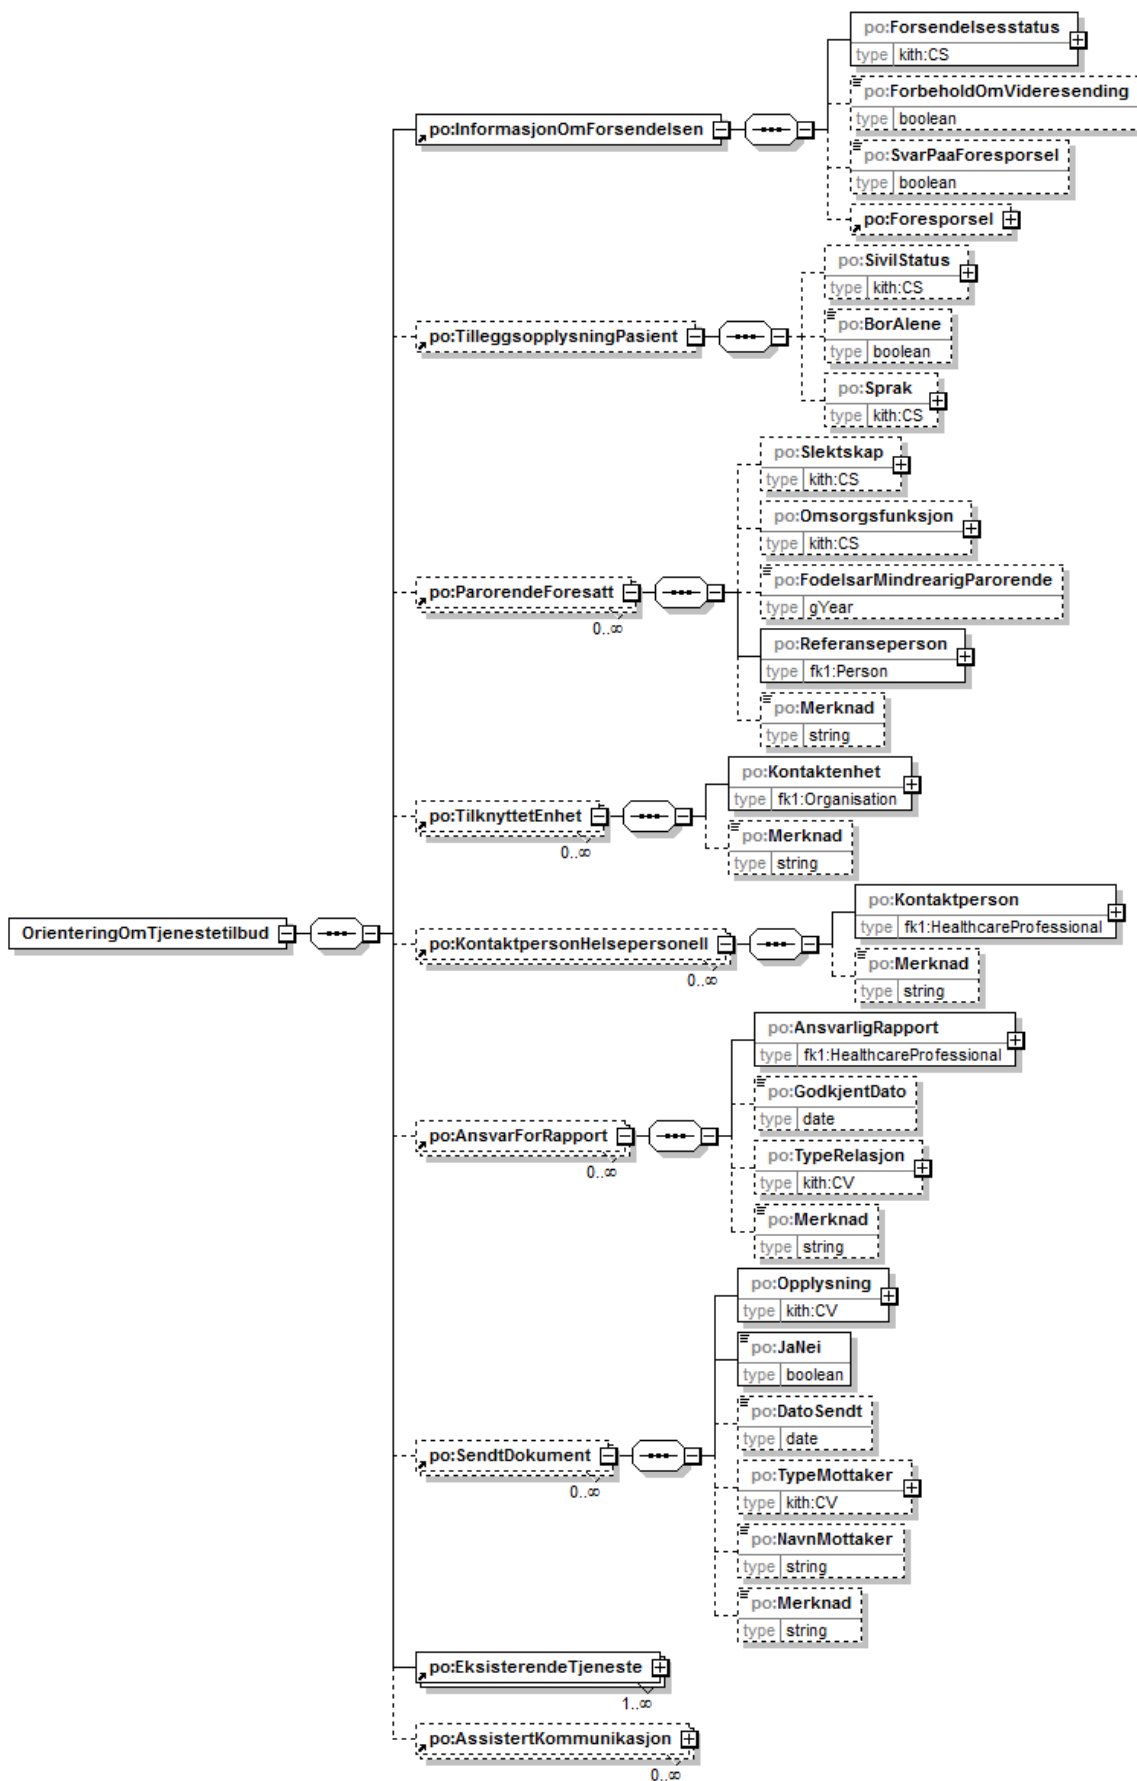 po:Forsendelsesstatus
type kith:CS
po:ForbeholdOmVideresending
type boolean
po:InformasjonOmForsendelsen
po:SvarPaaForesporsel
type boolean
po:Foresporsel
po:SivilStatus
type kith:CS
po:TilleggsopplysningPasient
po:BorAlene
type boolean
po:Sprak
type kith:CS
po:Slektskap
type kith:CS
po:Omsorgsfunksjon
type kith:CS
po:ParorendeForesatt
0..∞
po:FodelsarMindrearigParorende
type gYear
po:Referanseperson
type fk1:Person
po:Merknad
type string
po:TilknyttetEnhet
0..∞
po:Kontaktenhet
type fk1:Organisation
po:Merknad
type string
OrienteringOmTjenestetilbud
po:KontaktpersonHelsepersonell
0..∞
po:Kontaktperson
type fk1:HealthcareProfessional
po:Merknad
type string
po:AnsvarligRapport
type fk1:HealthcareProfessional
po:AnsvarForRapport
0..∞
po:GodkjentDato
type date
po:TypeRelasjon
type kith:CV
po:Merknad
type string
po:Opplysning
type kith:CV
po:JaNei
type boolean
po:SendtDokument
0..∞
po:DatoSendt
type date
po:TypeMottaker
type kith:CV
po:NavnMottaker
type string
po:Merknad
type string
po:EksisterendeTjeneste
1..∞
po:AssistertKommunikasjon
0..∞